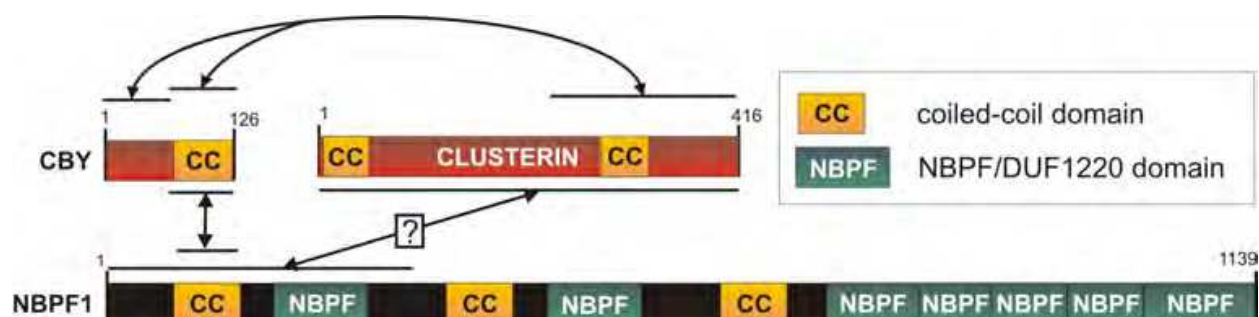 1 126 1 416
CC coiled-coil domain
CBY CC CC CLUSTERIN CC
NBPF NBPF/DUF1220 domain
?
1 1139
NBPF1 CC NBPF CC NBPF CC NBPF NBPF NBPF NBPF NBPF